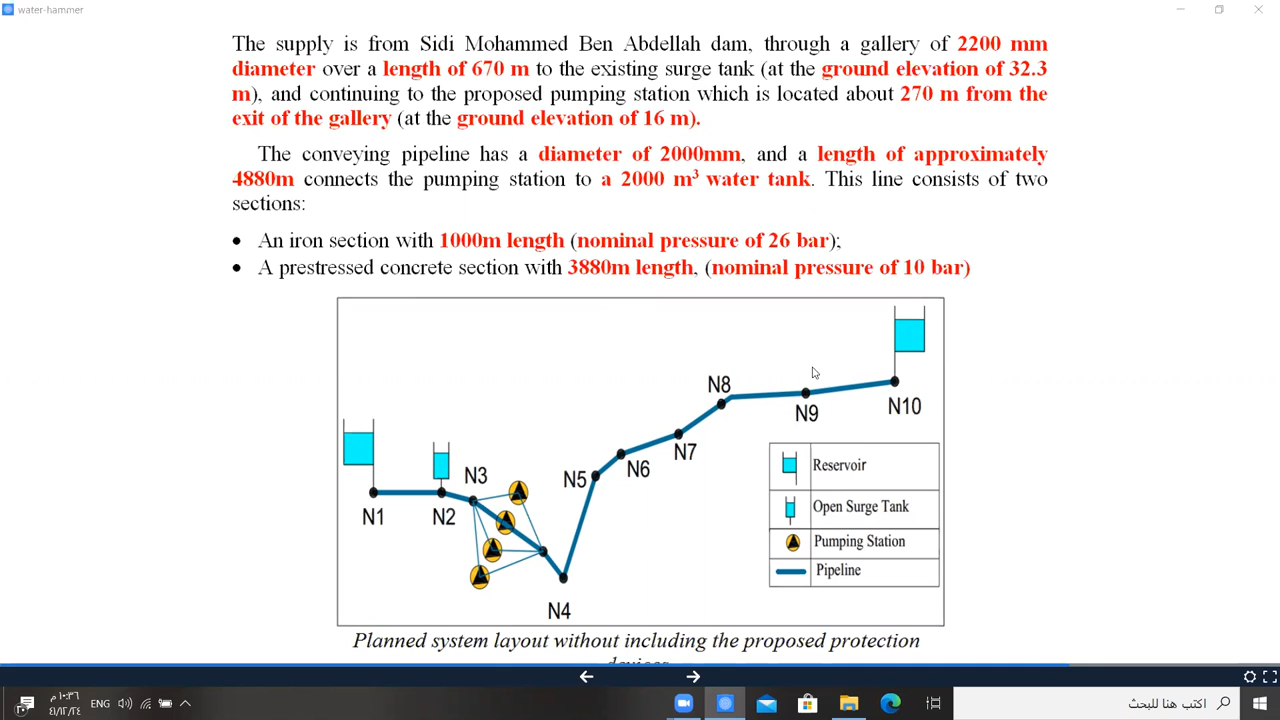 water-hammer
The supply is from Sidi Mohammed Ben Abdellah dam, through a gallery of 2200 mm
diameter over a length of 670 m to the existing surge tank (at the ground elevation of 32.3
m), and continuing to the proposed pumping station which is located about 270 m from the
exit of the gallery (at the ground elevation of 16 m).
The conveying pipeline has a diameter of 2000mm, and a length of approximately
4880m connects the pumping station to a 2000 m³ water tank. This line consists of two
sections:
• An iron section with 1000m length (nominal pressure of 26 bar);
• A prestressed concrete section with 3880m length, (nominal pressure of 10 bar)
N8
N9
N10
N7
N6
N5
N3
N1
N2
N4
Reservoir
Open Surge Tank
Pumping Station
Pipeline
Planned system layout without including the proposed protection
devices
ENG
١٠:٣٦ م
٤١/١٢/٢٤
اكتب هنا للبحث